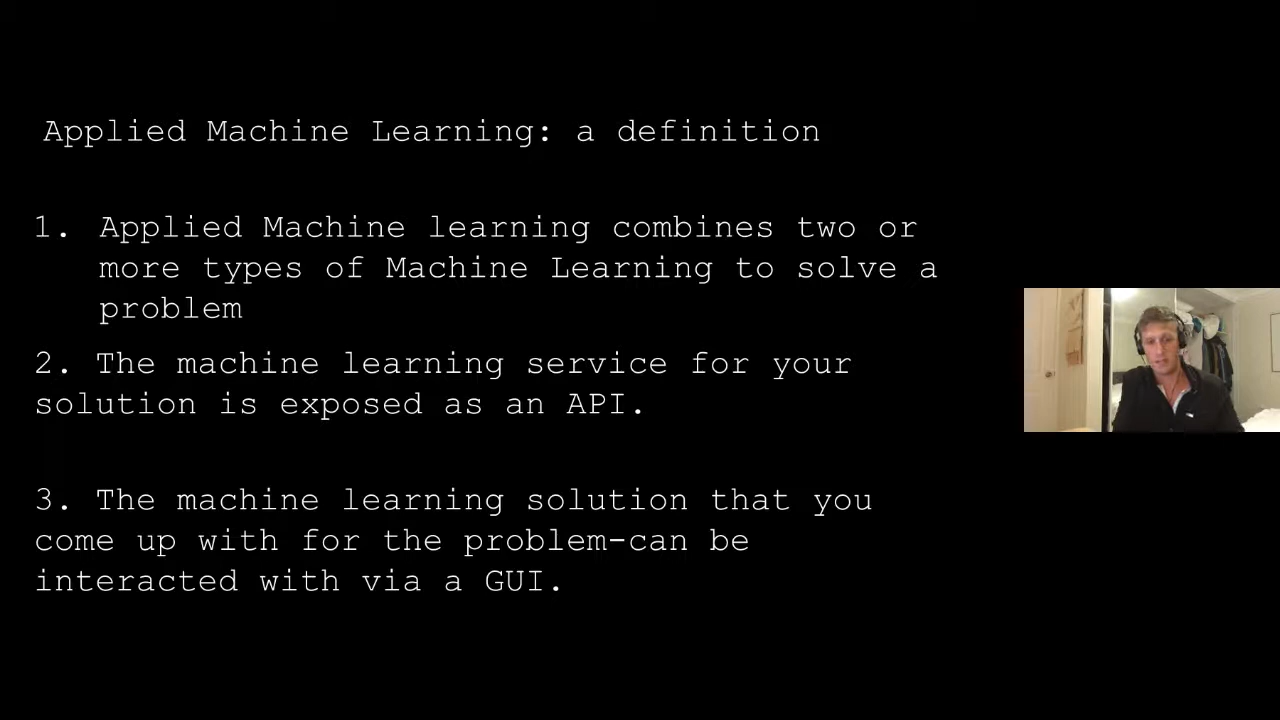 Applied Machine Learning: a definition
1. Applied Machine learning combines two or
more types of Machine Learning to solve a
problem
2. The machine learning service for your
solution is exposed as an API.
3. The machine learning solution that you
come up with for the problem-can be
interacted with via a GUI.